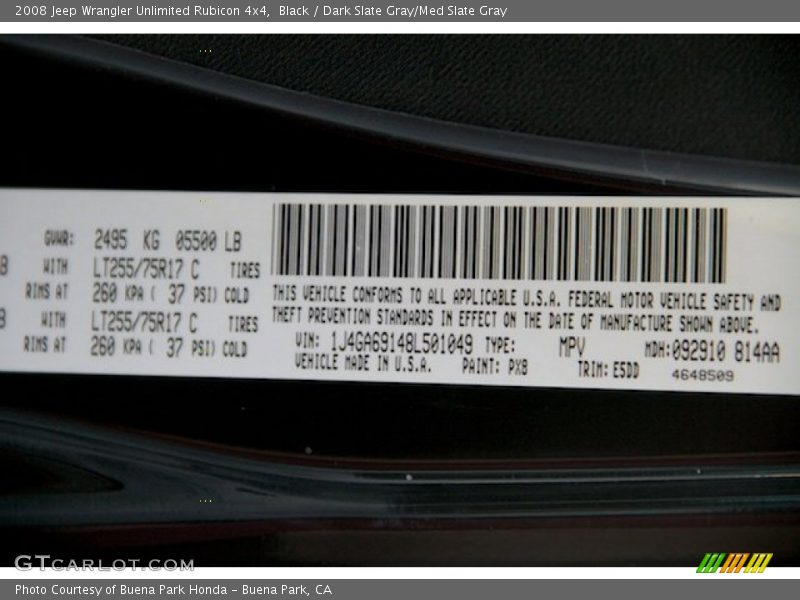 2008 Jeep Wrangler Unlimited Rubicon 4x4, Black / Dark Slate Gray/Med Slate Gray
GVWR: 2495 KG 05500 LB
WITH LT255/75R17 C TIRES
RIMS AT 260 KPA ( 37 PSI) COLD
WITH LT255/75R17 C TIRES
RIMS AT 260 KPA ( 37 PSI) COLD
THIS VEHICLE CONFORMS TO ALL APPLICABLE U.S.A. FEDERAL MOTOR VEHICLE SAFETY AND
THEFT PREVENTION STANDARDS IN EFFECT ON THE DATE OF MANUFACTURE SHOWN ABOVE.
VIN: 1J4GA69148L501049 TYPE: MPV MDH:092910 814AA
VEHICLE MADE IN U.S.A. PAINT: PX8 TRIM: E5DD 4648509
GTCARLOT.COM
Photo Courtesy of Buena Park Honda - Buena Park, CA